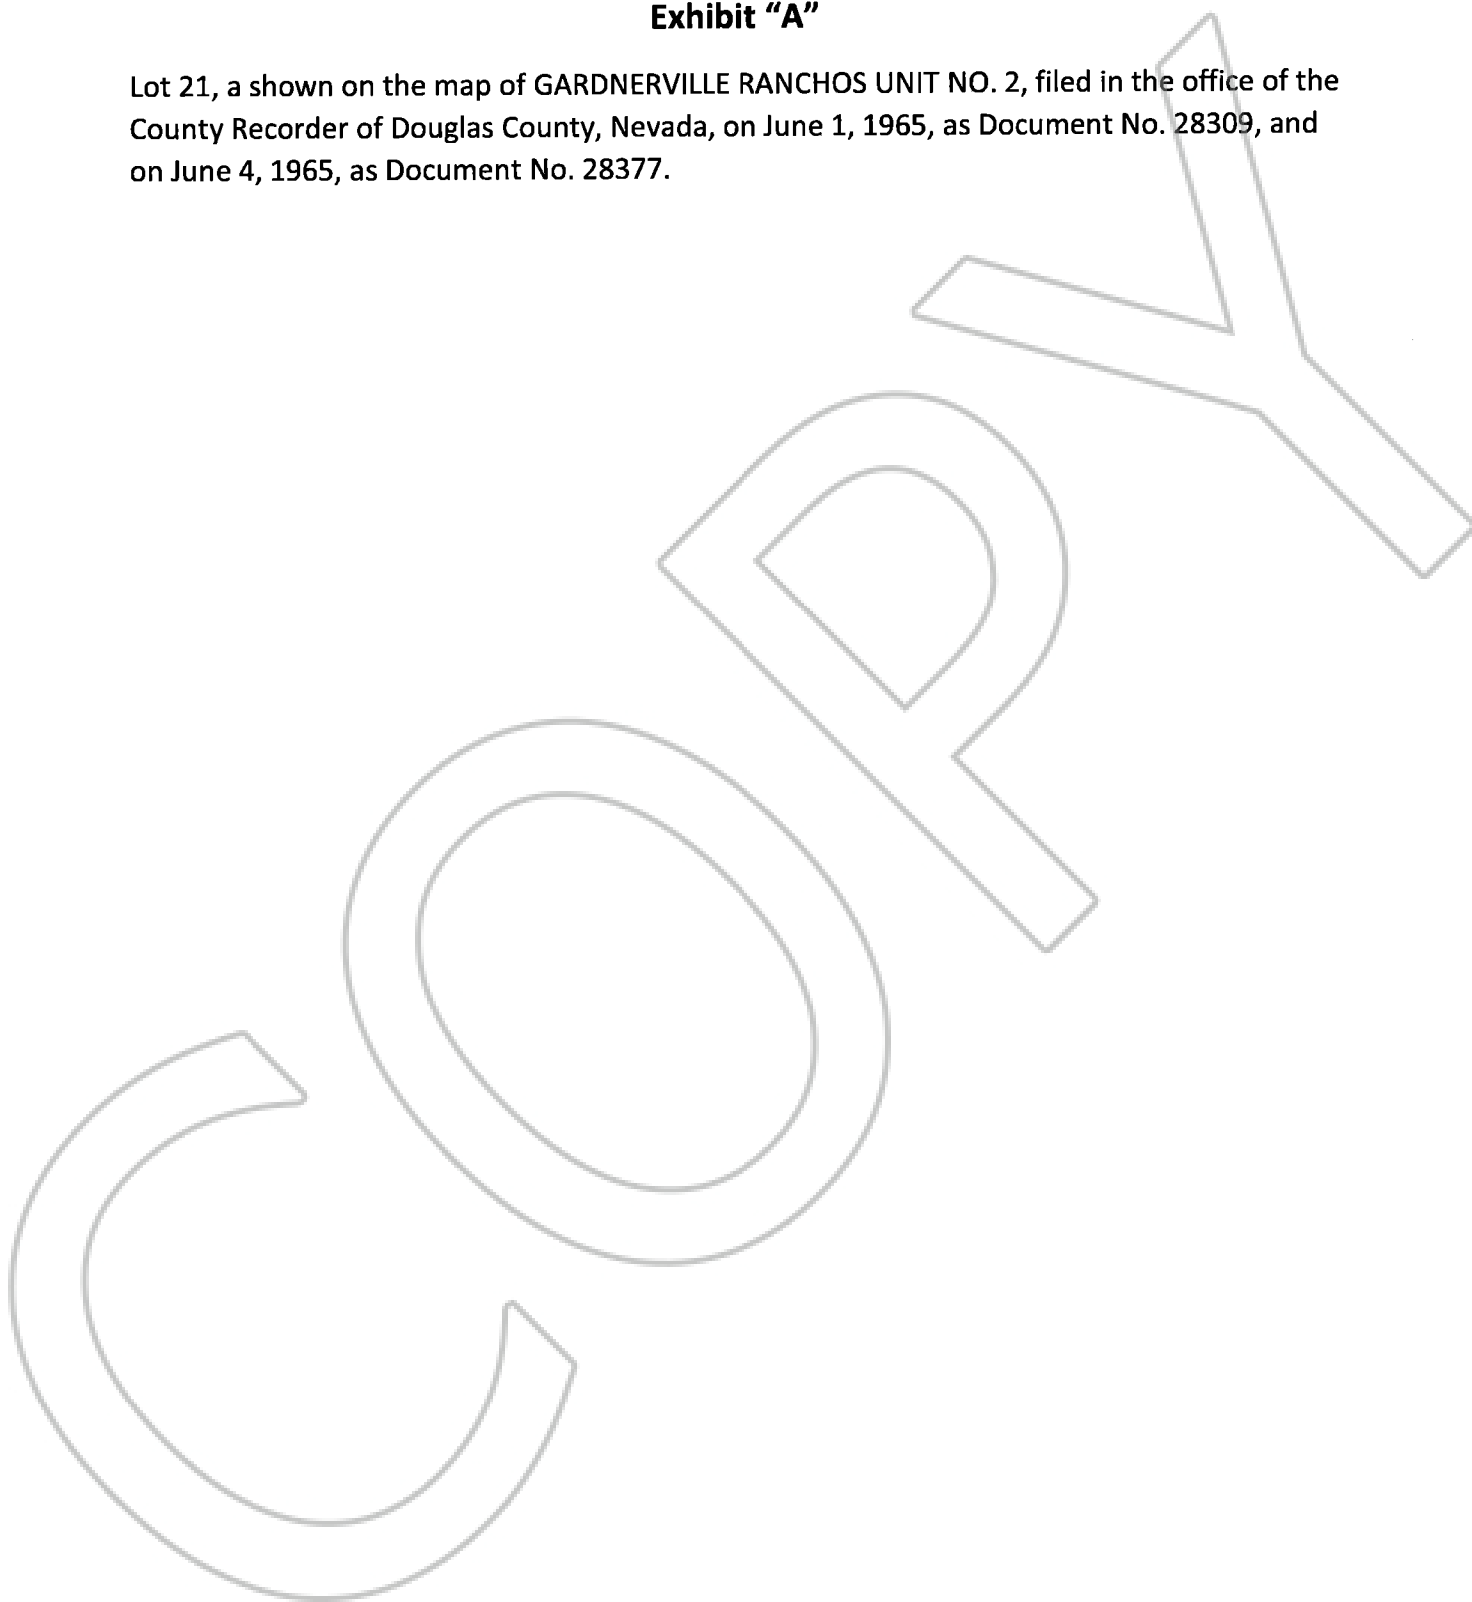 Exhibit “A”
Lot 21, a shown on the map of GARDNERVILLE RANCHOS UNIT NO. 2, filed in the office of the
County Recorder of Douglas County, Nevada, on June 1, 1965, as Document No. 28309, and
on June 4, 1965, as Document No. 28377.
COPY